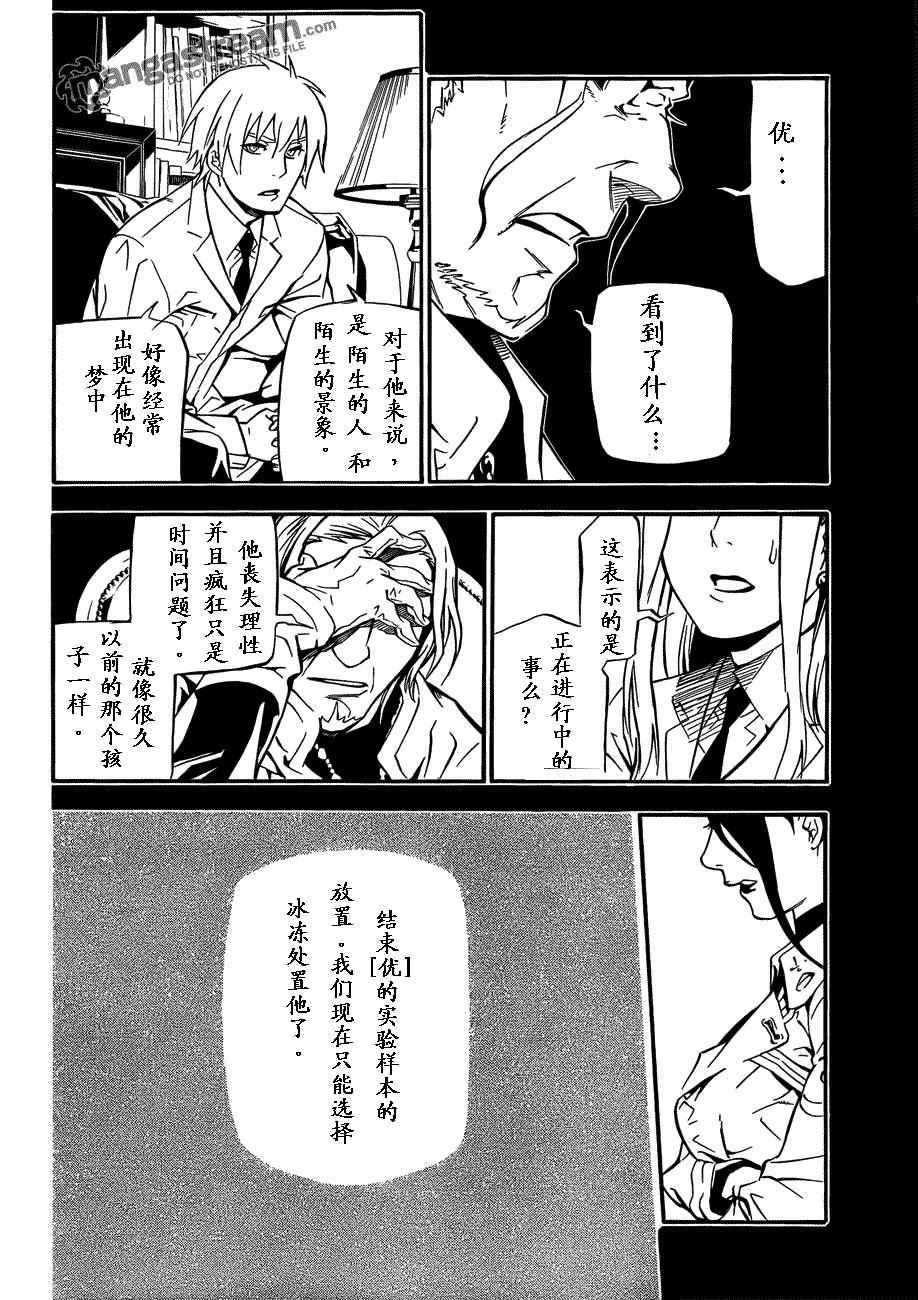 mangastream.com
DO NOT RESIZE THIS FILE
优…
看到了什么…
对于他来说，
是陌生的人和
陌生的景象。
好像经常
出现在他的
梦中
这表示的是
正在进行中的
事么？
他丧失理性
并且疯狂只是
时间问题了。
就像很久
以前的那个孩
子一样。
结束[优]的实验样本的
放置。我们现在只能选择
冰冻处置他了。